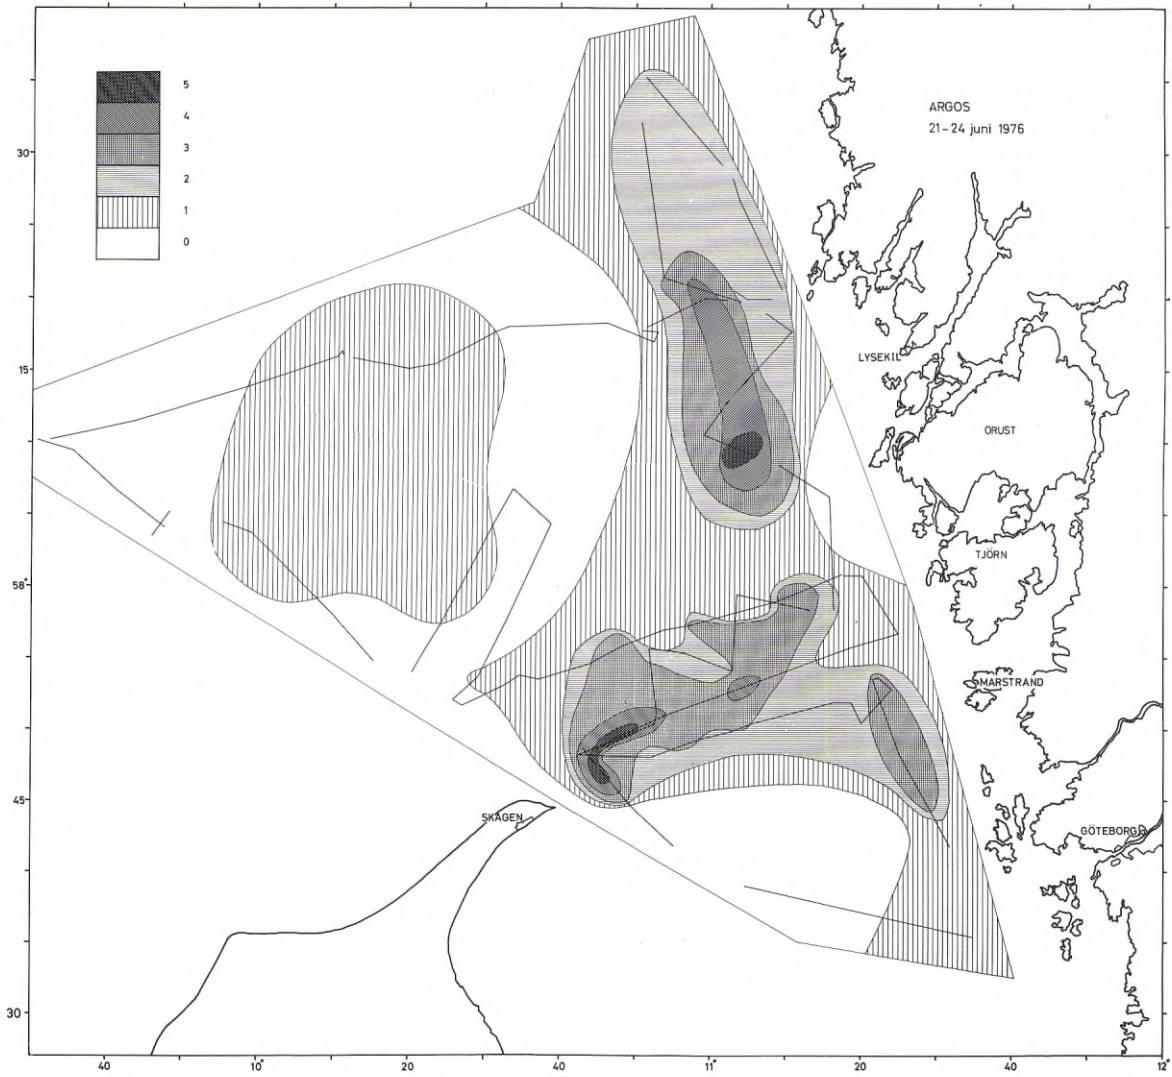 5
4
3
2
1
0
ARGOS
21-24 juni 1976
30
LYSEKIL
15
ORUST
TJÖRN
58°
MARSTRAND
45
SKAGEN
GÖTEBORG
30
40
10°
20
40
11°
20
40
12°